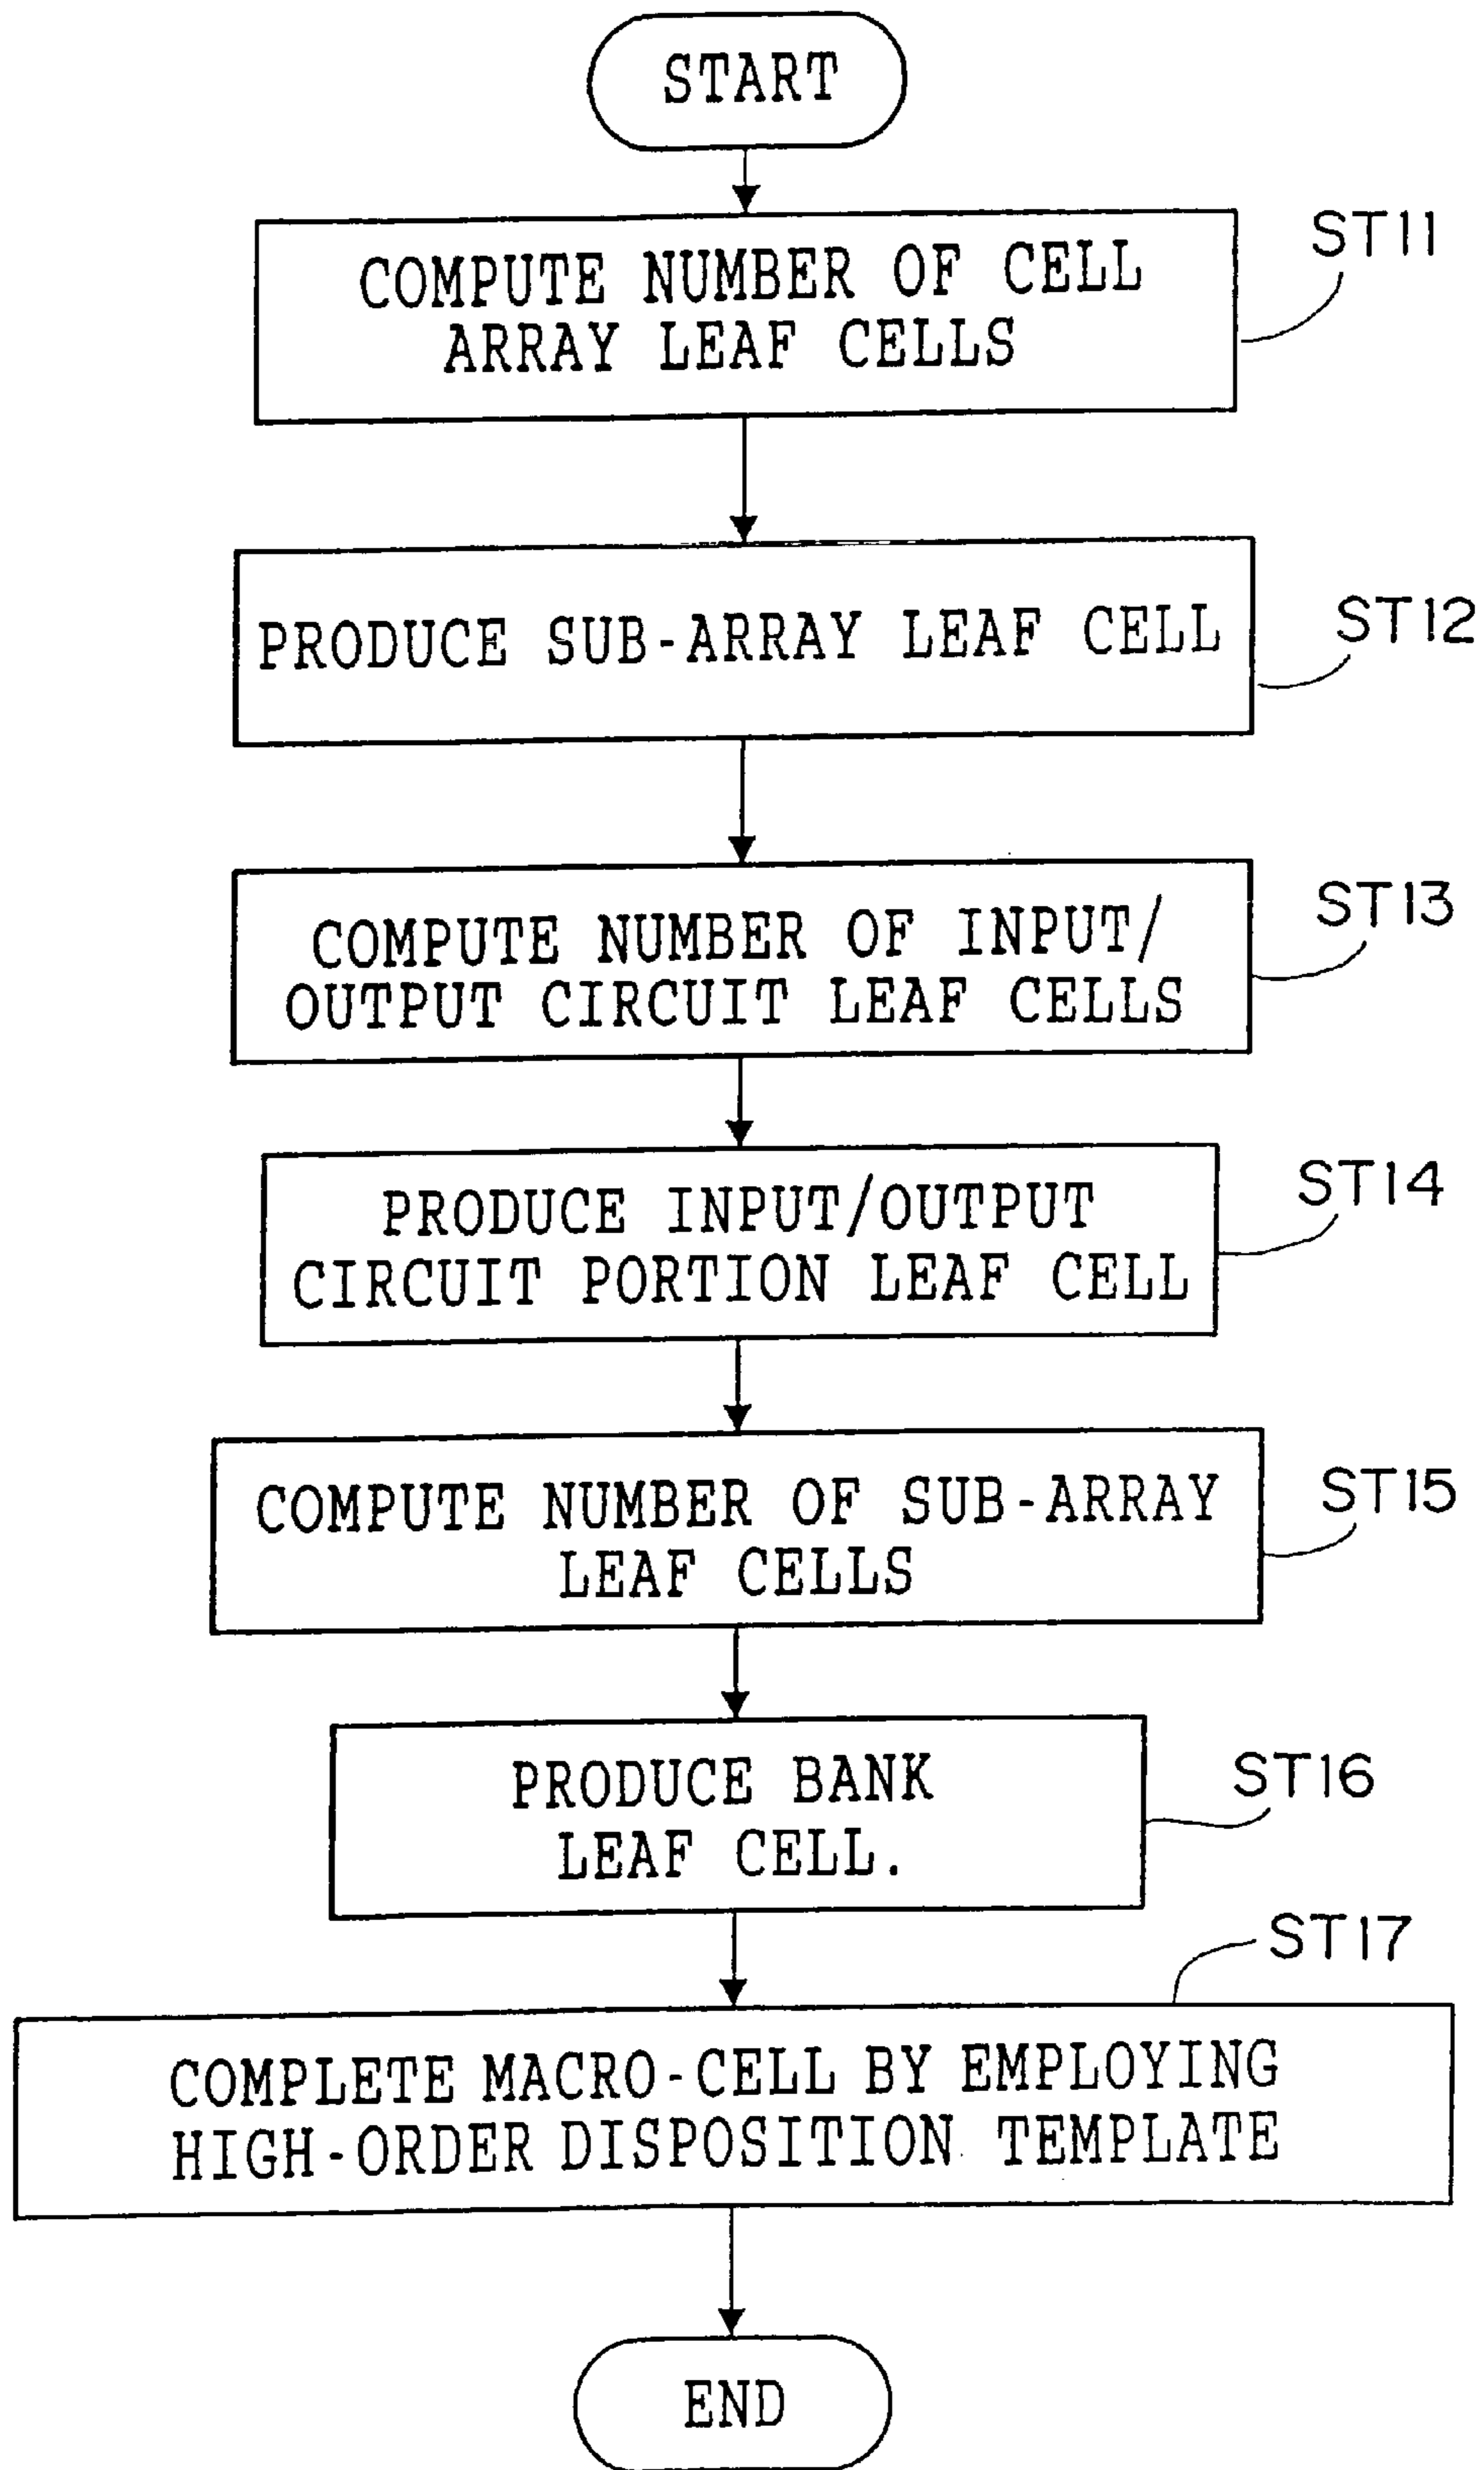 START
COMPUTE NUMBER OF CELL
ARRAY LEAF CELLS
ST11
PRODUCE SUB-ARRAY LEAF CELL
ST12
COMPUTE NUMBER OF INPUT/
OUTPUT CIRCUIT LEAF CELLS
ST13
PRODUCE INPUT/OUTPUT
CIRCUIT PORTION LEAF CELL
ST14
COMPUTE NUMBER OF SUB-ARRAY
LEAF CELLS
ST15
PRODUCE BANK
LEAF CELL.
ST16
ST17
COMPLETE MACRO-CELL BY EMPLOYING
HIGH-ORDER DISPOSITION TEMPLATE
END